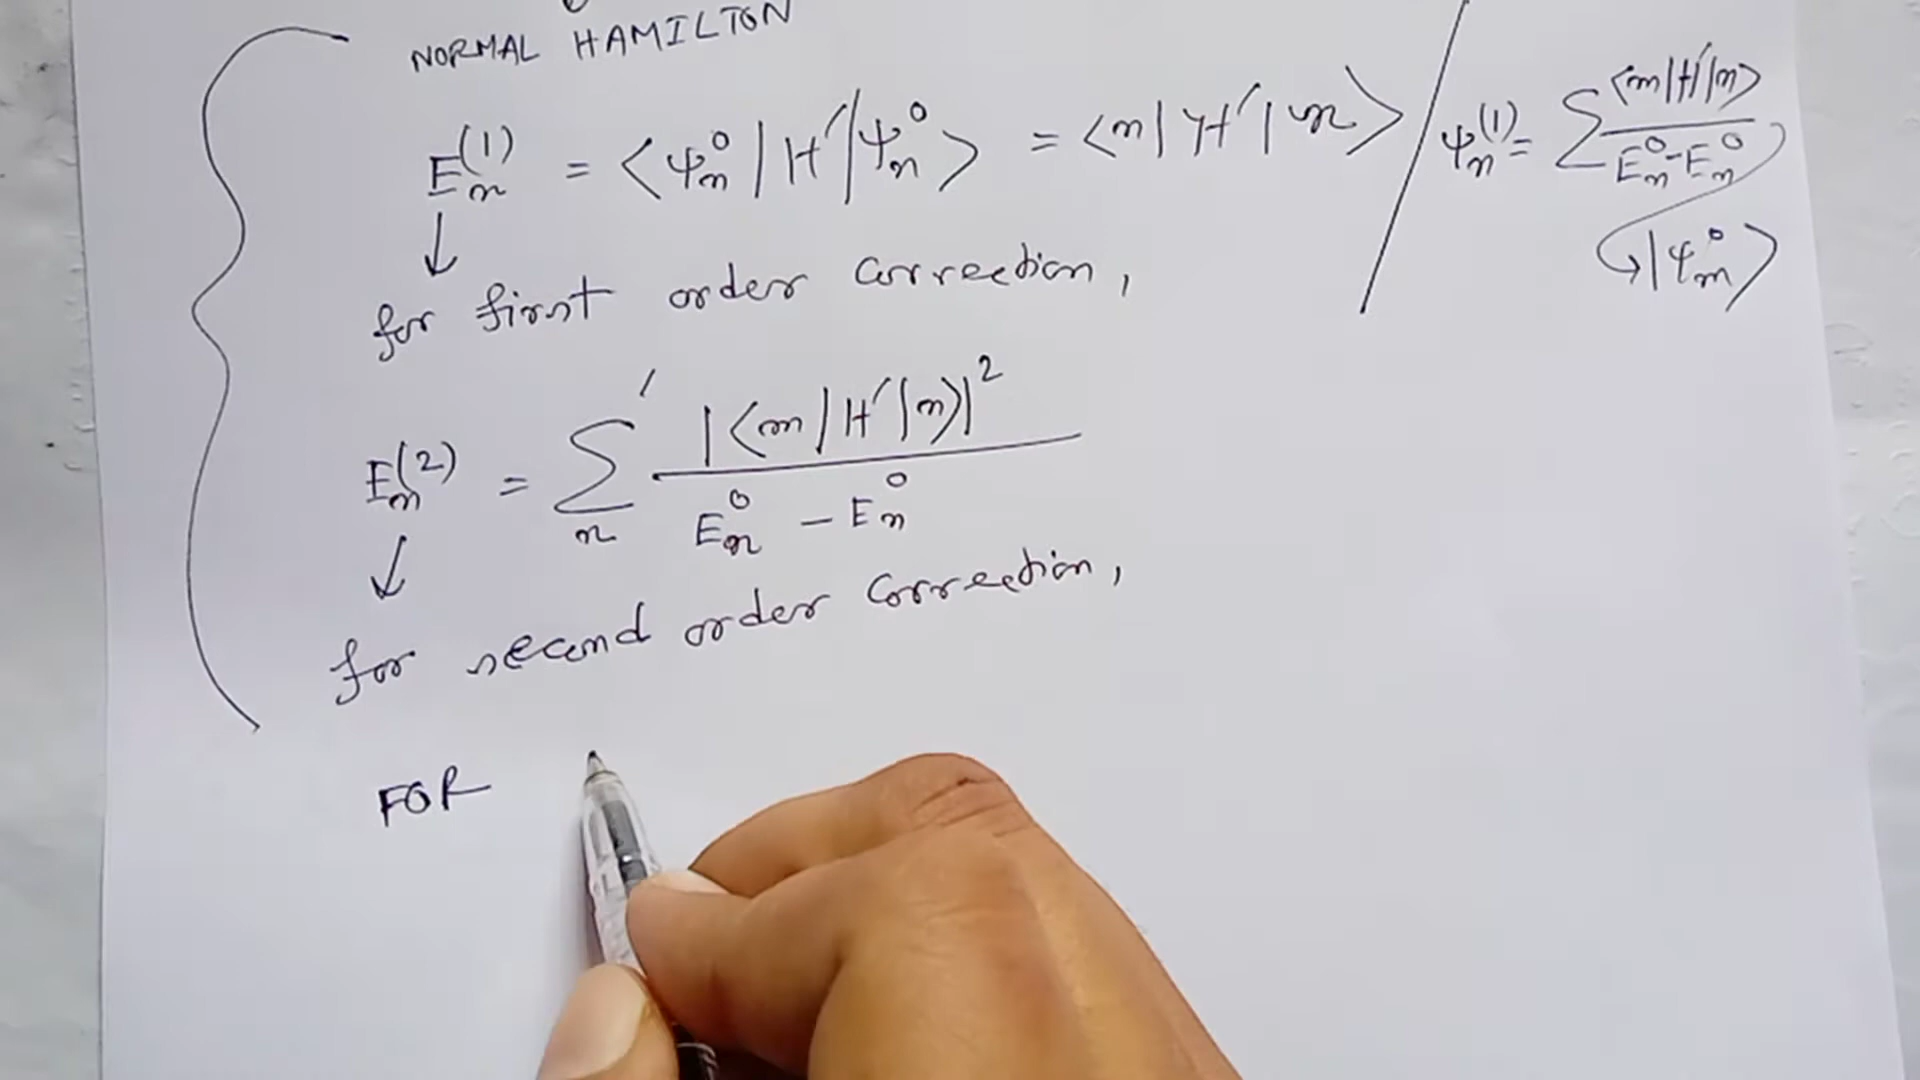 NORMAL HAMILTON
E_n^(1) = ⟨ψ_n^0 | H' | ψ_n^0⟩ = ⟨n | H' | n⟩ / ψ_n^(1) = Σ ⟨m|H'|n⟩ / (E_n^0 - E_m^0)
↓
|ψ_m^0⟩
for first order correction,
E_n^(2) = Σ'_n |⟨m|H'|n⟩|^2 / (E_n^0 - E_m^0)
↓
for second order correction,
FOR